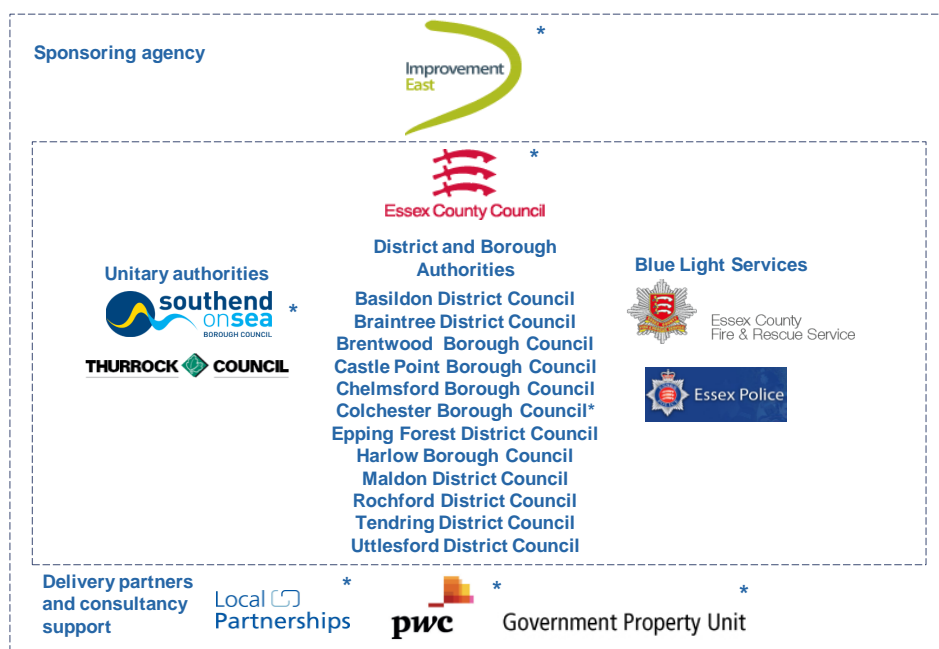 Sponsoring agency
*
Improvement
East
*
Essex County Council
District and Borough
Authorities
Unitary authorities
southend
on sea
BOROUGH COUNCIL
*
THURROCK COUNCIL
Basildon District Council
Braintree District Council
Brentwood Borough Council
Castle Point Borough Council
Chelmsford Borough Council
Colchester Borough Council*
Epping Forest District Council
Harlow Borough Council
Maldon District Council
Rochford District Council
Tendring District Council
Uttlesford District Council
Blue Light Services
Essex County
Fire & Rescue Service
Essex Police
Delivery partners
and consultancy
support
Local
Partnerships
*
pwc
*
Government Property Unit
*